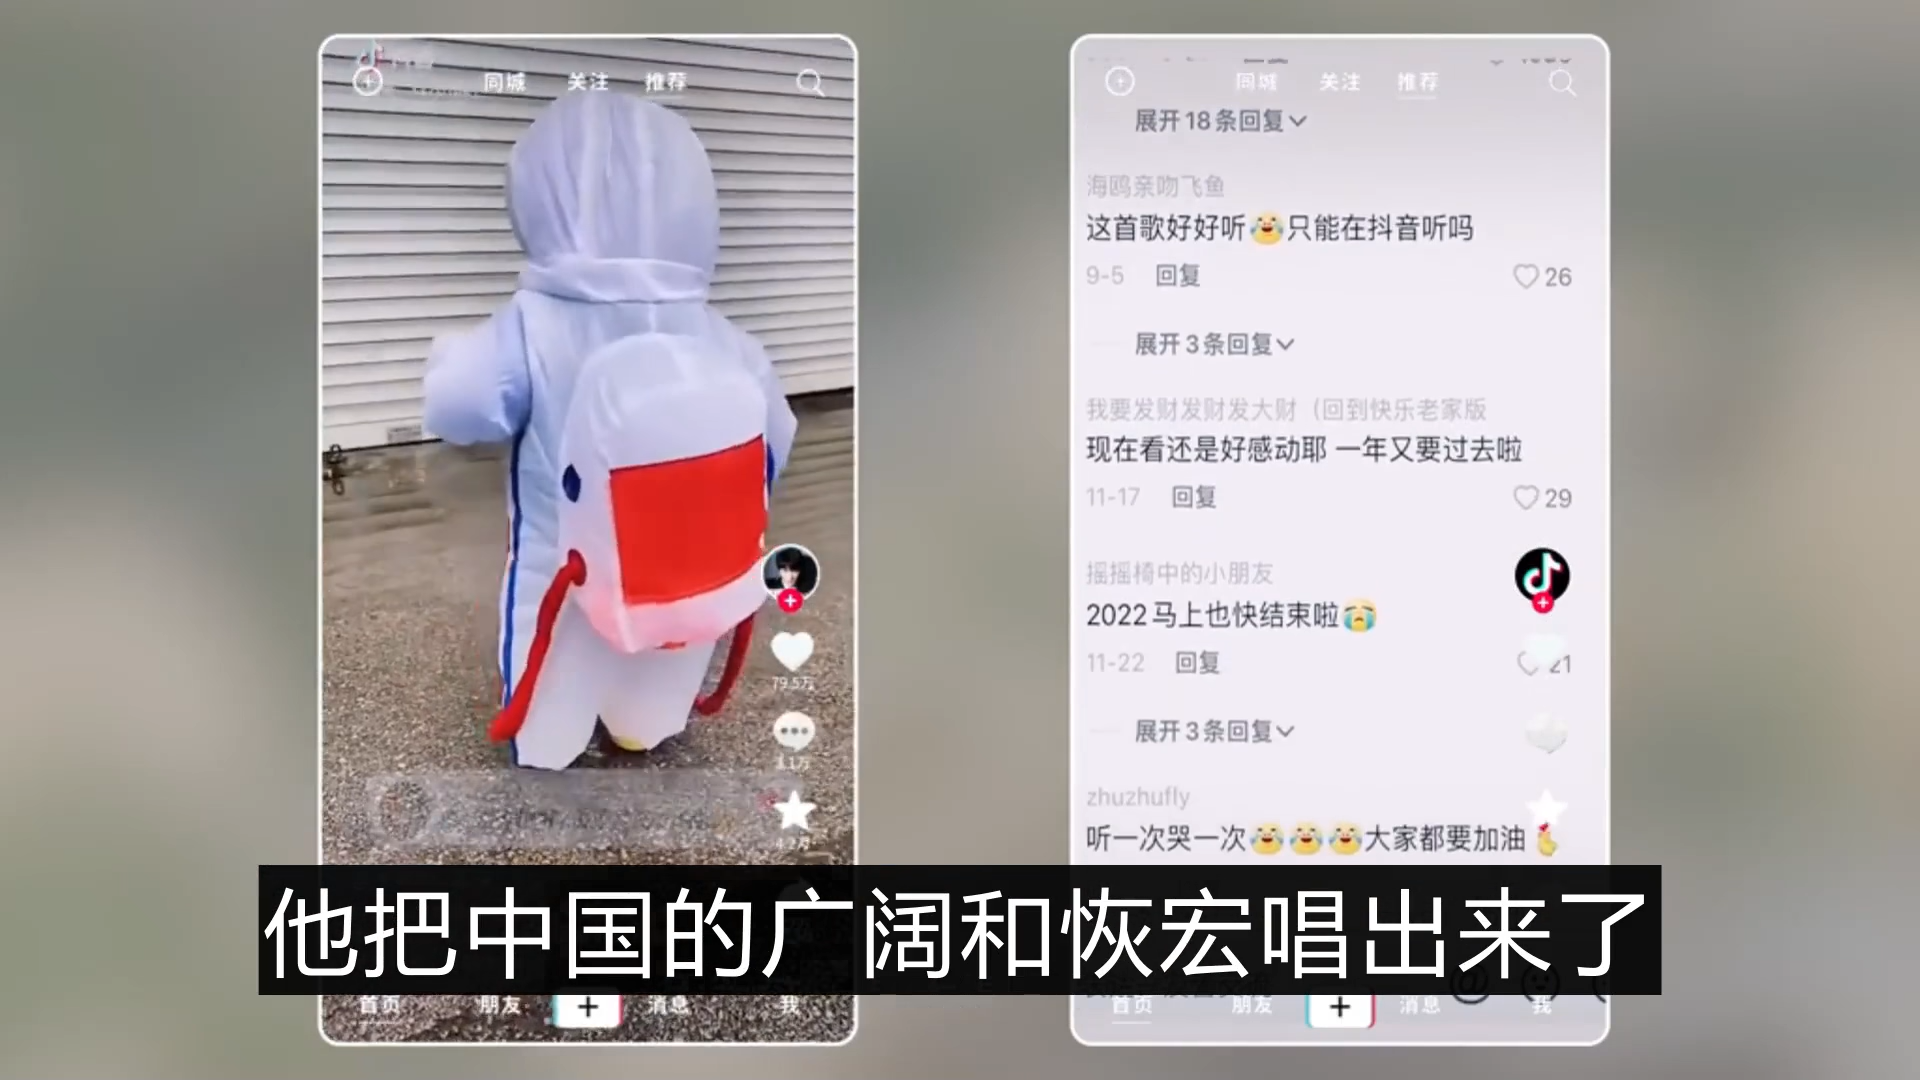 同城 关注 推荐
79.5万
3.1万
4.2万
首页 朋友 消息 我
同城 关注 推荐
展开18条回复
海鸥亲吻飞鱼
这首歌好好听😂只能在抖音听吗
9-5 回复 26
展开3条回复
我要发财发财发大财（回到快乐老家版
现在看还是好感动耶 一年又要过去啦
11-17 回复 29
摇摇椅中的小朋友
2022马上也快结束啦😭
11-22 回复 21
展开3条回复
zhuzhufly
听一次哭一次😂😂😂大家都要加油
首页 朋友 消息 我
他把中国的广阔和恢宏唱出来了